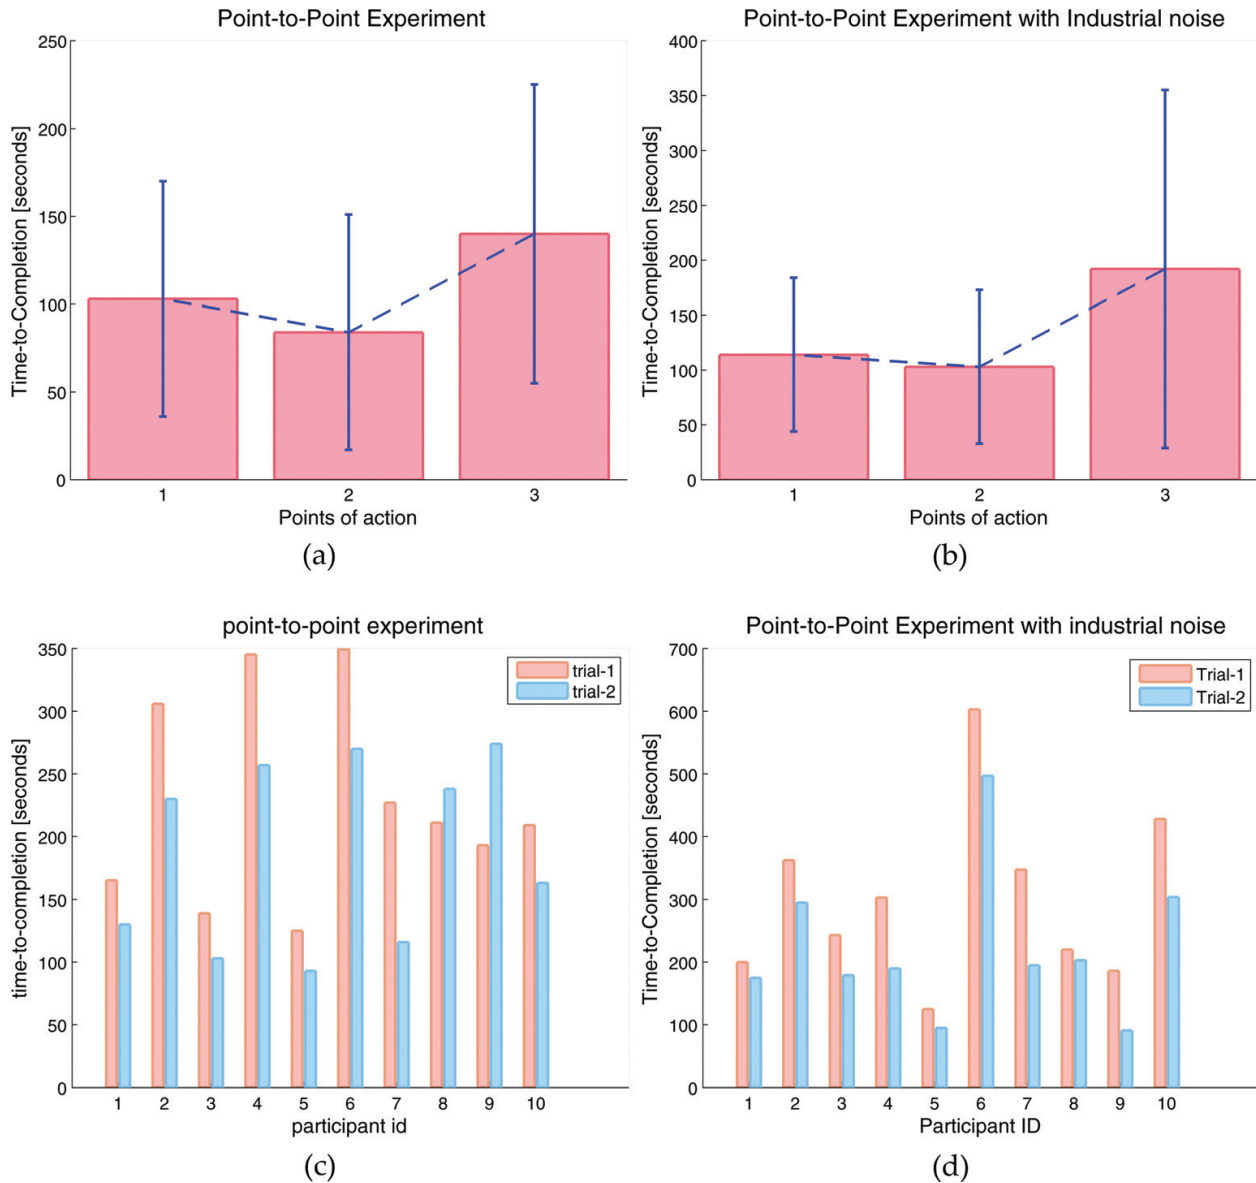 Point-to-Point Experiment
250
200
150
100
50
0
Time-to-Completion [seconds]
1 2 3
Points of action
(a)
Point-to-Point Experiment with Industrial noise
400
350
300
250
200
150
100
50
0
Time-to-Completion [seconds]
1 2 3
Points of action
(b)
point-to-point experiment
350
300
250
200
150
100
50
0
time-to-completion [seconds]
trial-1
trial-2
1 2 3 4 5 6 7 8 9 10
participant id
(c)
Point-to-Point Experiment with industrial noise
700
600
500
400
300
200
100
0
Time-to-Completion [seconds]
Trial-1
Trial-2
1 2 3 4 5 6 7 8 9 10
Participant ID
(d)